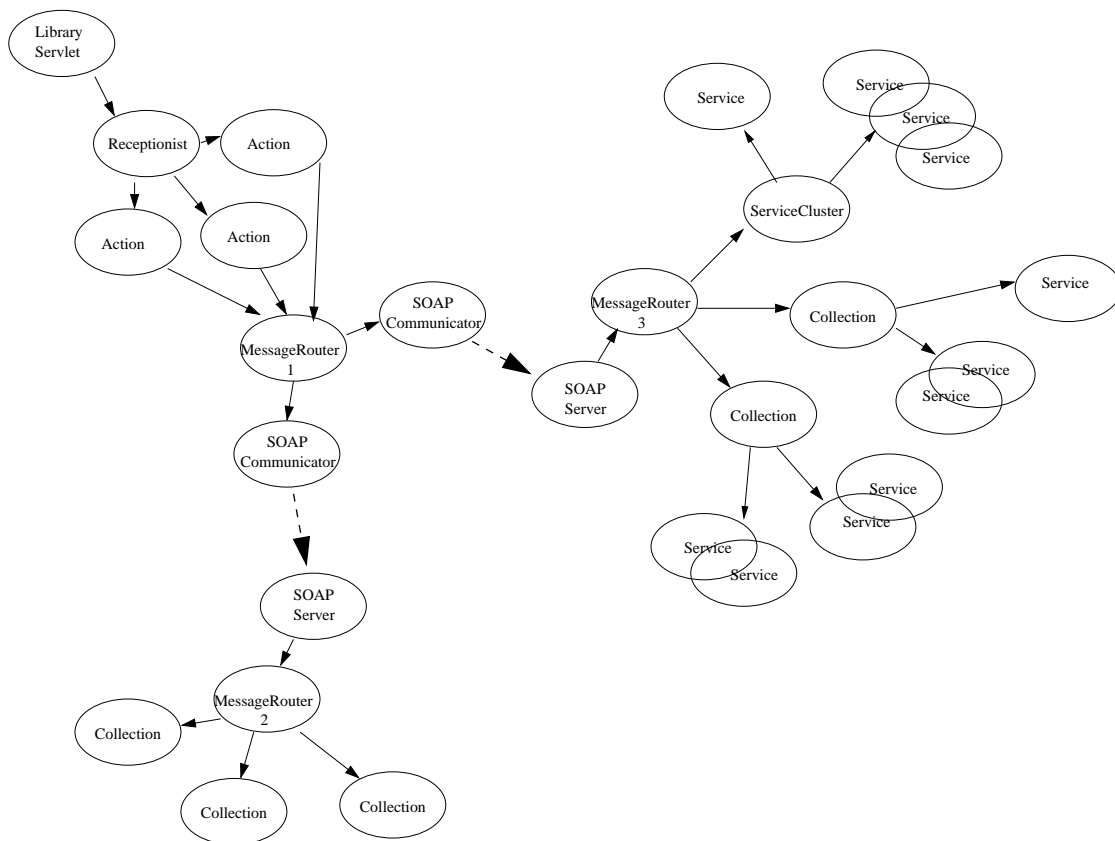 Library
Servlet
Receptionist
Action
Action
Action
MessageRouter
1
SOAP
Communicator
SOAP
Communicator
SOAP
Server
MessageRouter
2
Collection
Collection
Collection
SOAP
Server
MessageRouter
3
ServiceCluster
Service
Service
Service
Service
Collection
Service
Service
Service
Collection
Service
Service
Service
Service